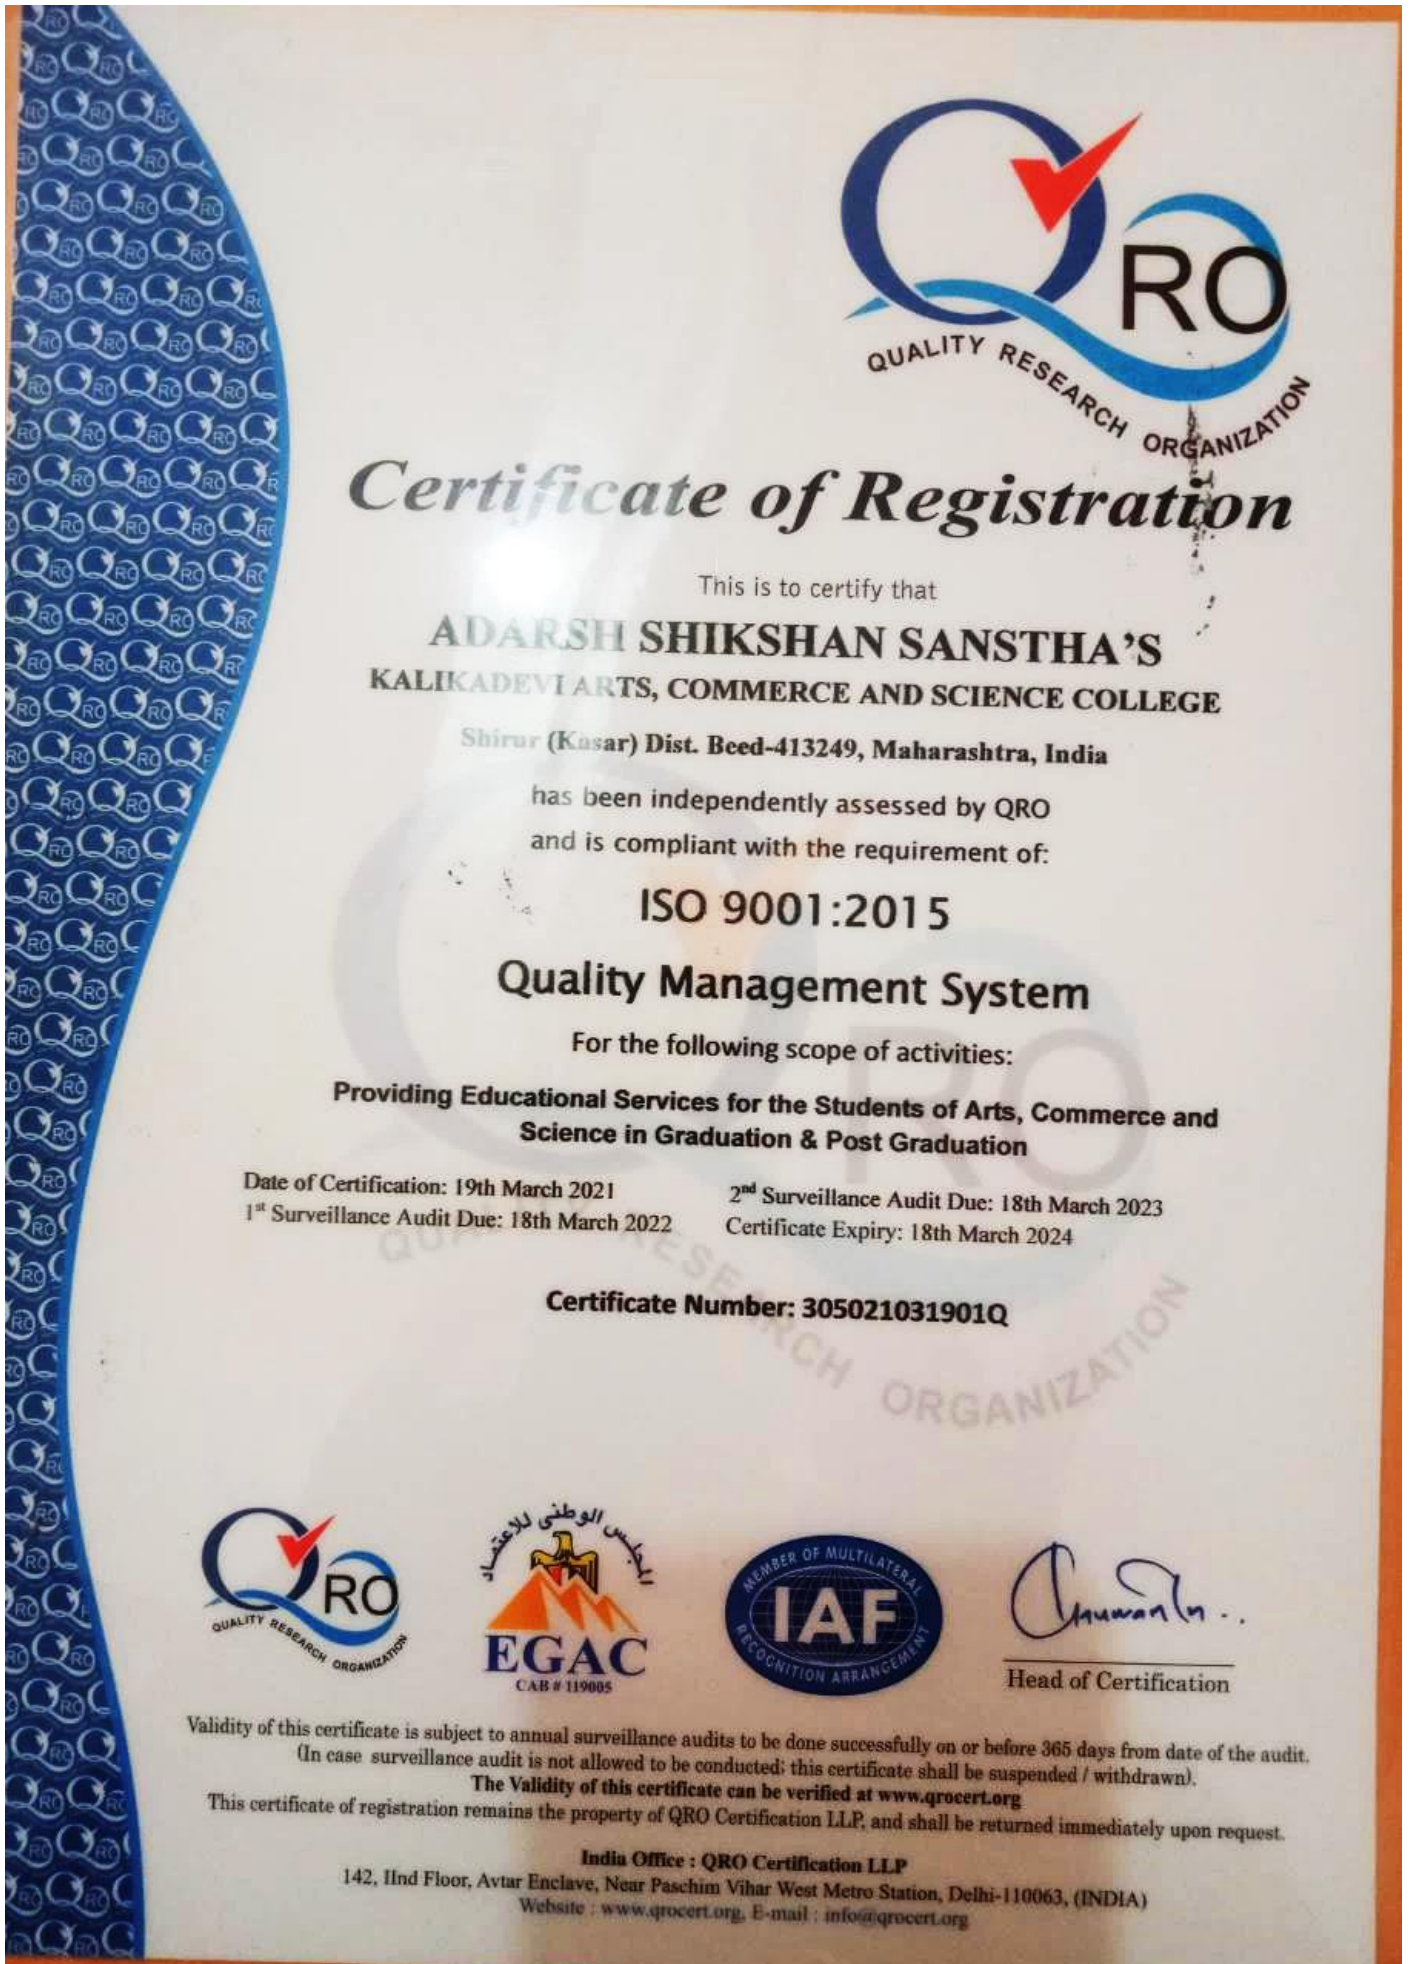 QRO
QUALITY RESEARCH ORGANIZATION
Certificate of Registration
This is to certify that
ADARSH SHIKSHAN SANSTHA'S
KALIKADEVI ARTS, COMMERCE AND SCIENCE COLLEGE
Shirur (Kasar) Dist. Beed-413249, Maharashtra, India
has been independently assessed by QRO
and is compliant with the requirement of:
ISO 9001:2015
Quality Management System
For the following scope of activities:
Providing Educational Services for the Students of Arts, Commerce and
Science in Graduation & Post Graduation
Date of Certification: 19th March 2021
1st Surveillance Audit Due: 18th March 2022
2nd Surveillance Audit Due: 18th March 2023
Certificate Expiry: 18th March 2024
Certificate Number: 305021031901Q
QUALITY RESEARCH ORGANIZATION
QRO
QUALITY RESEARCH ORGANIZATION
المجلس الوطنى للاعتماد
EGAC
CAB # 119005
MEMBER OF MULTILATERAL
IAF
RECOGNITION ARRANGEMENT
Head of Certification
Validity of this certificate is subject to annual surveillance audits to be done successfully on or before 365 days from date of the audit.
(In case surveillance audit is not allowed to be conducted; this certificate shall be suspended / withdrawn).
The Validity of this certificate can be verified at www.qrocert.org
This certificate of registration remains the property of QRO Certification LLP, and shall be returned immediately upon request.
India Office : QRO Certification LLP
142, IInd Floor, Avtar Enclave, Near Paschim Vihar West Metro Station, Delhi-110063, (INDIA)
Website : www.qrocert.org, E-mail : info@qrocert.org